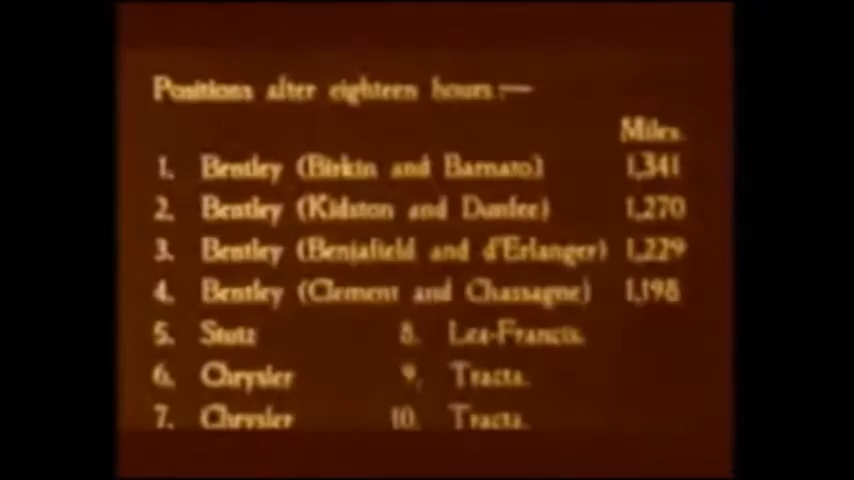 Positions after eighteen hours:—
Miles.
1. Bentley (Birkin and Barnato) 1,341
2. Bentley (Kidston and Dunfee) 1,270
3. Bentley (Benjafield and d'Erlanger) 1,229
4. Bentley (Clement and Chassagne) 1,198
5. Stutz 8. Lea-Francis.
6. Chrysler 9. Tracta.
7. Chrysler 10. Tracta.